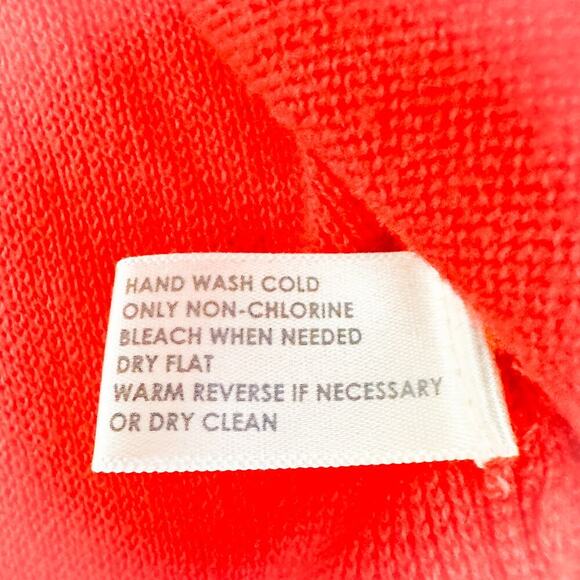 HAND WASH COLD
ONLY NON-CHLORINE
BLEACH WHEN NEEDED
DRY FLAT
WARM REVERSE IF NECESSARY
OR DRY CLEAN